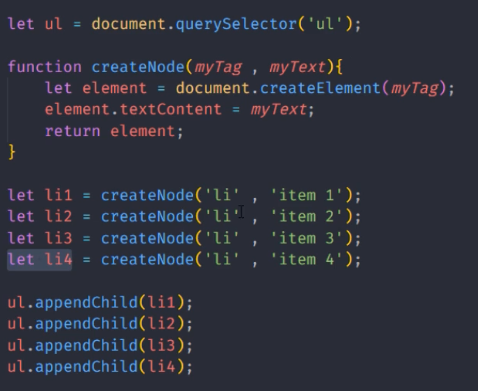 let ul = document.querySelector('ul');
function createNode(myTag , myText){
let element = document.createElement(myTag);
element.textContent = myText;
return element;
}
let li1 = createNode('li' , 'item 1');
let li2 = createNode('li' , 'item 2');
let li3 = createNode('li' , 'item 3');
let li4 = createNode('li' , 'item 4');
ul.appendChild(li1);
ul.appendChild(li2);
ul.appendChild(li3);
ul.appendChild(li4);